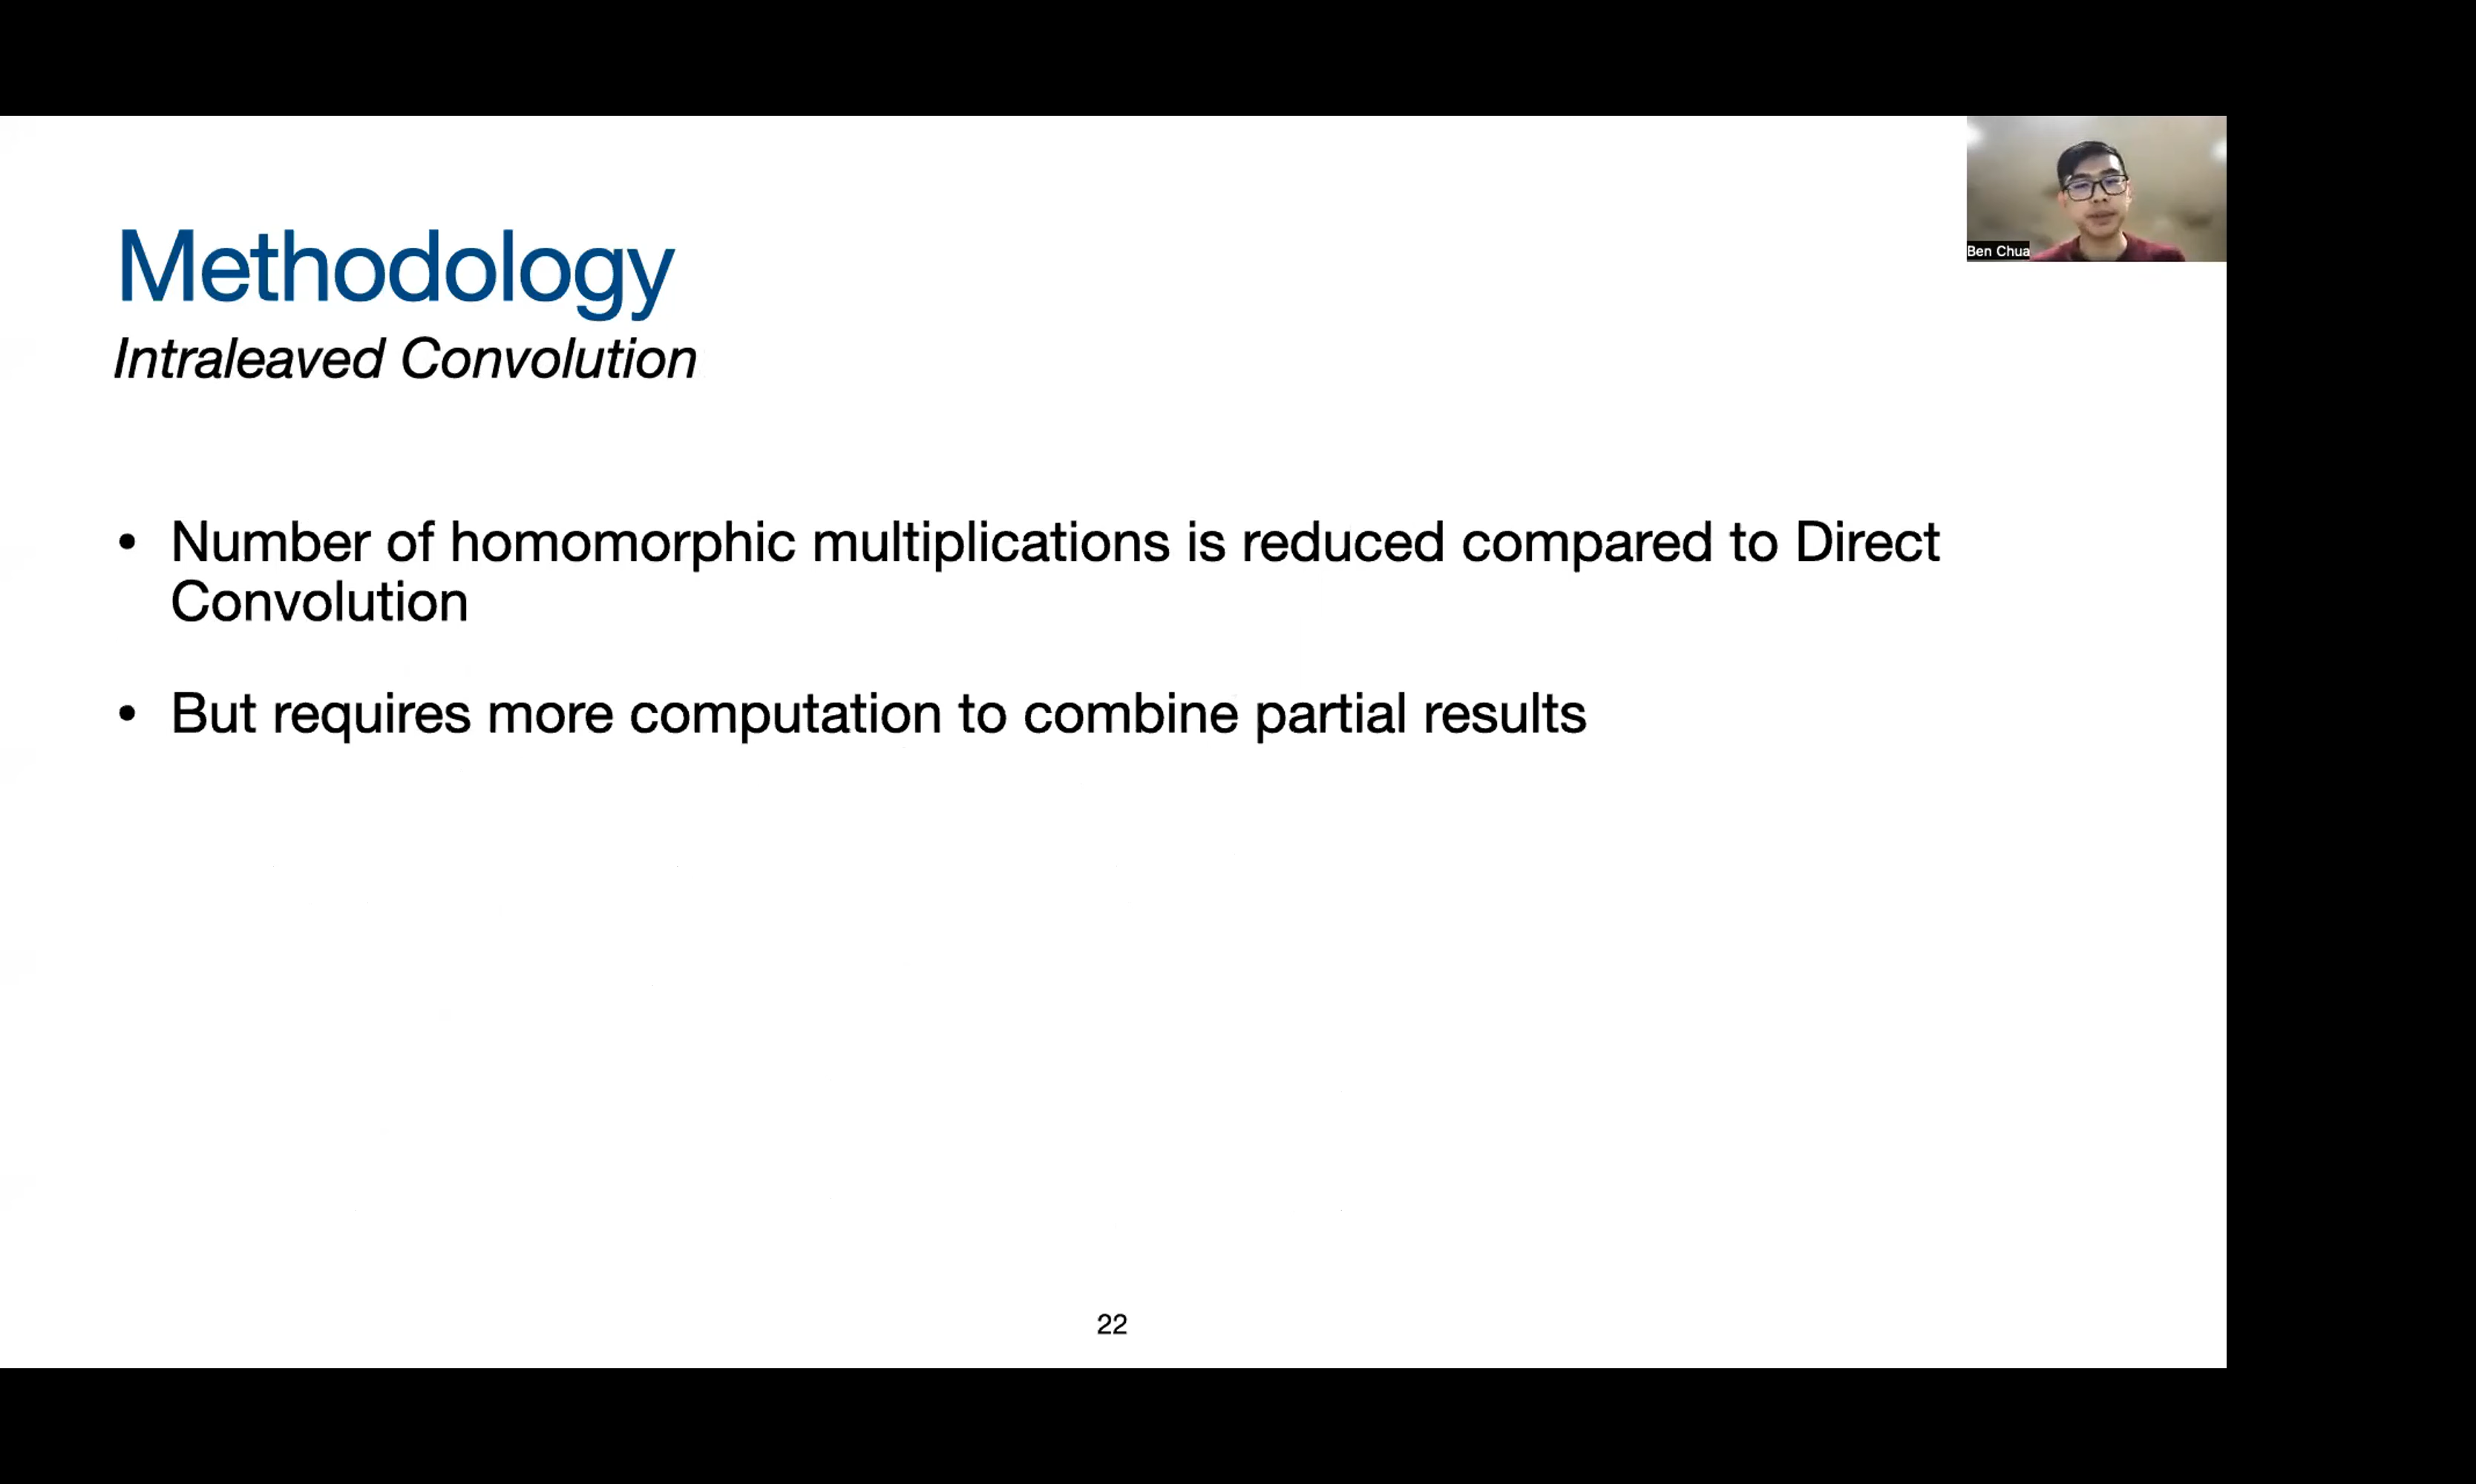 Methodology
Intraleaved Convolution
Ben Chua
• Number of homomorphic multiplications is reduced compared to Direct
Convolution
• But requires more computation to combine partial results
22